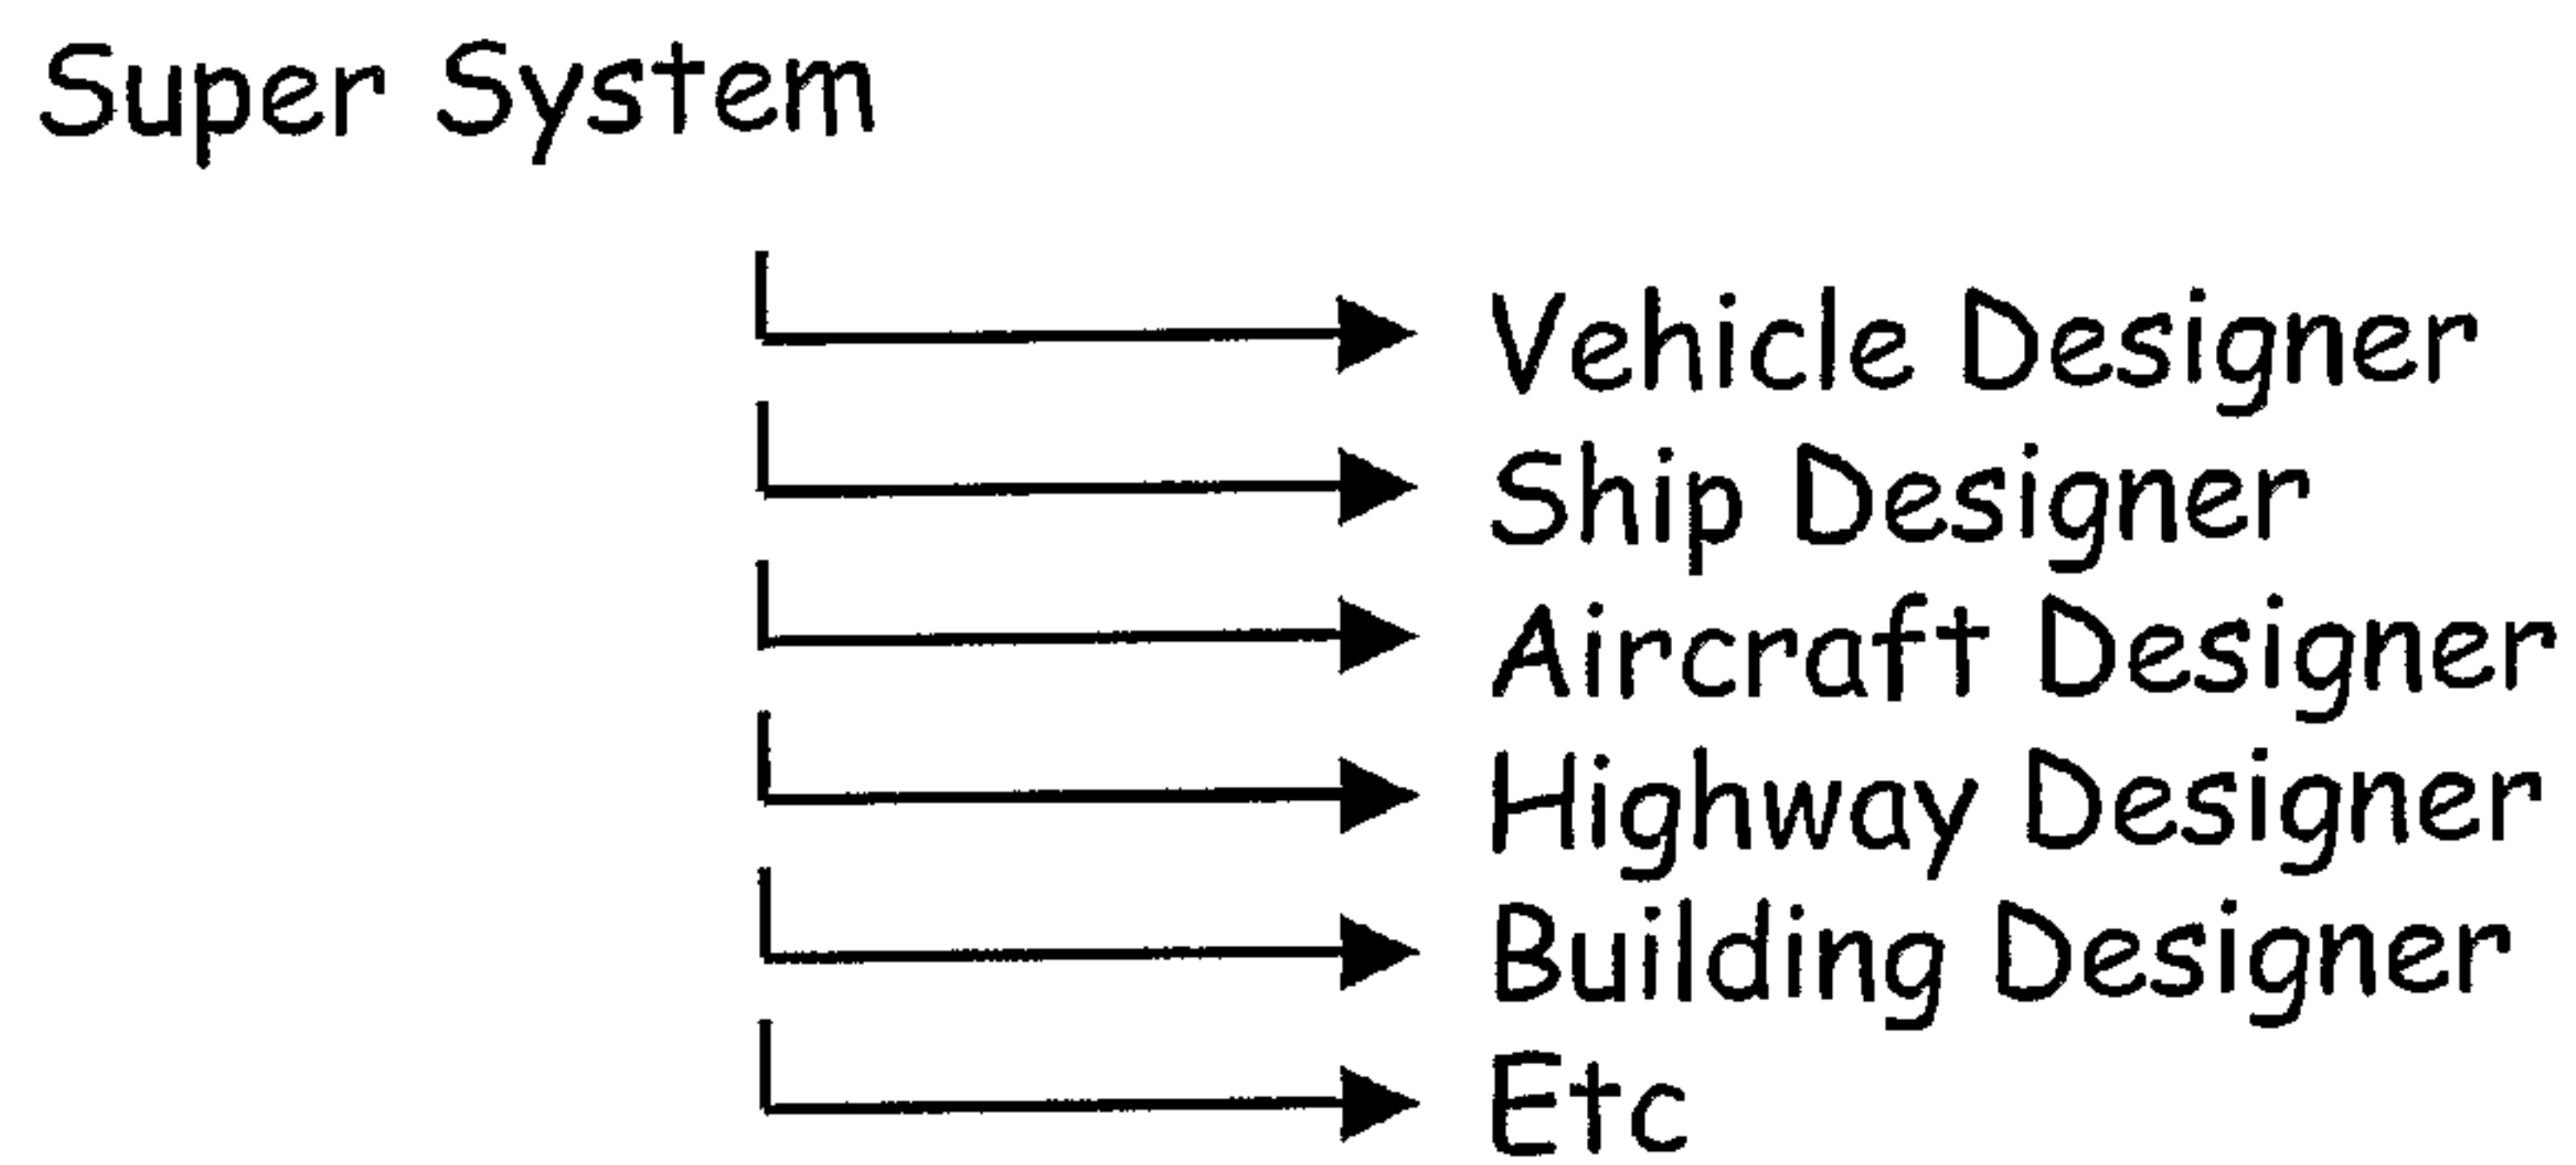 Super System
Vehicle Designer
Ship Designer
Aircraft Designer
Highway Designer
Building Designer
Etc